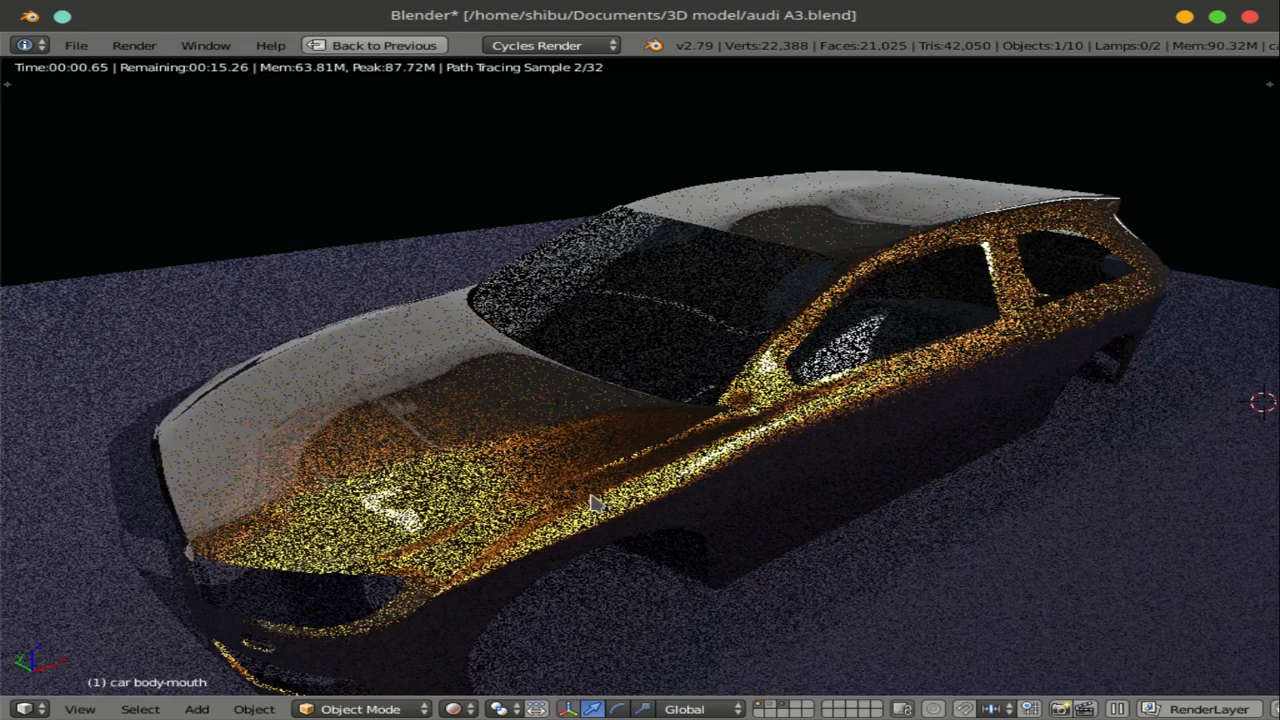 Blender* [/home/shibu/Documents/3D model/audi A3.blend]
File Render Window Help Back to Previous Cycles Render v2.79 | Verts:22,388 | Faces:21,025 | Tris:42,050 | Objects:1/10 | Lamps:0/2 | Mem:90.32M |
Time:00:00.65 | Remaining:00:15.26 | Mem:63.81M, Peak:87.72M | Path Tracing Sample 2/32
(1) car body-mouth
View Select Add Object Object Mode Global RenderLayer